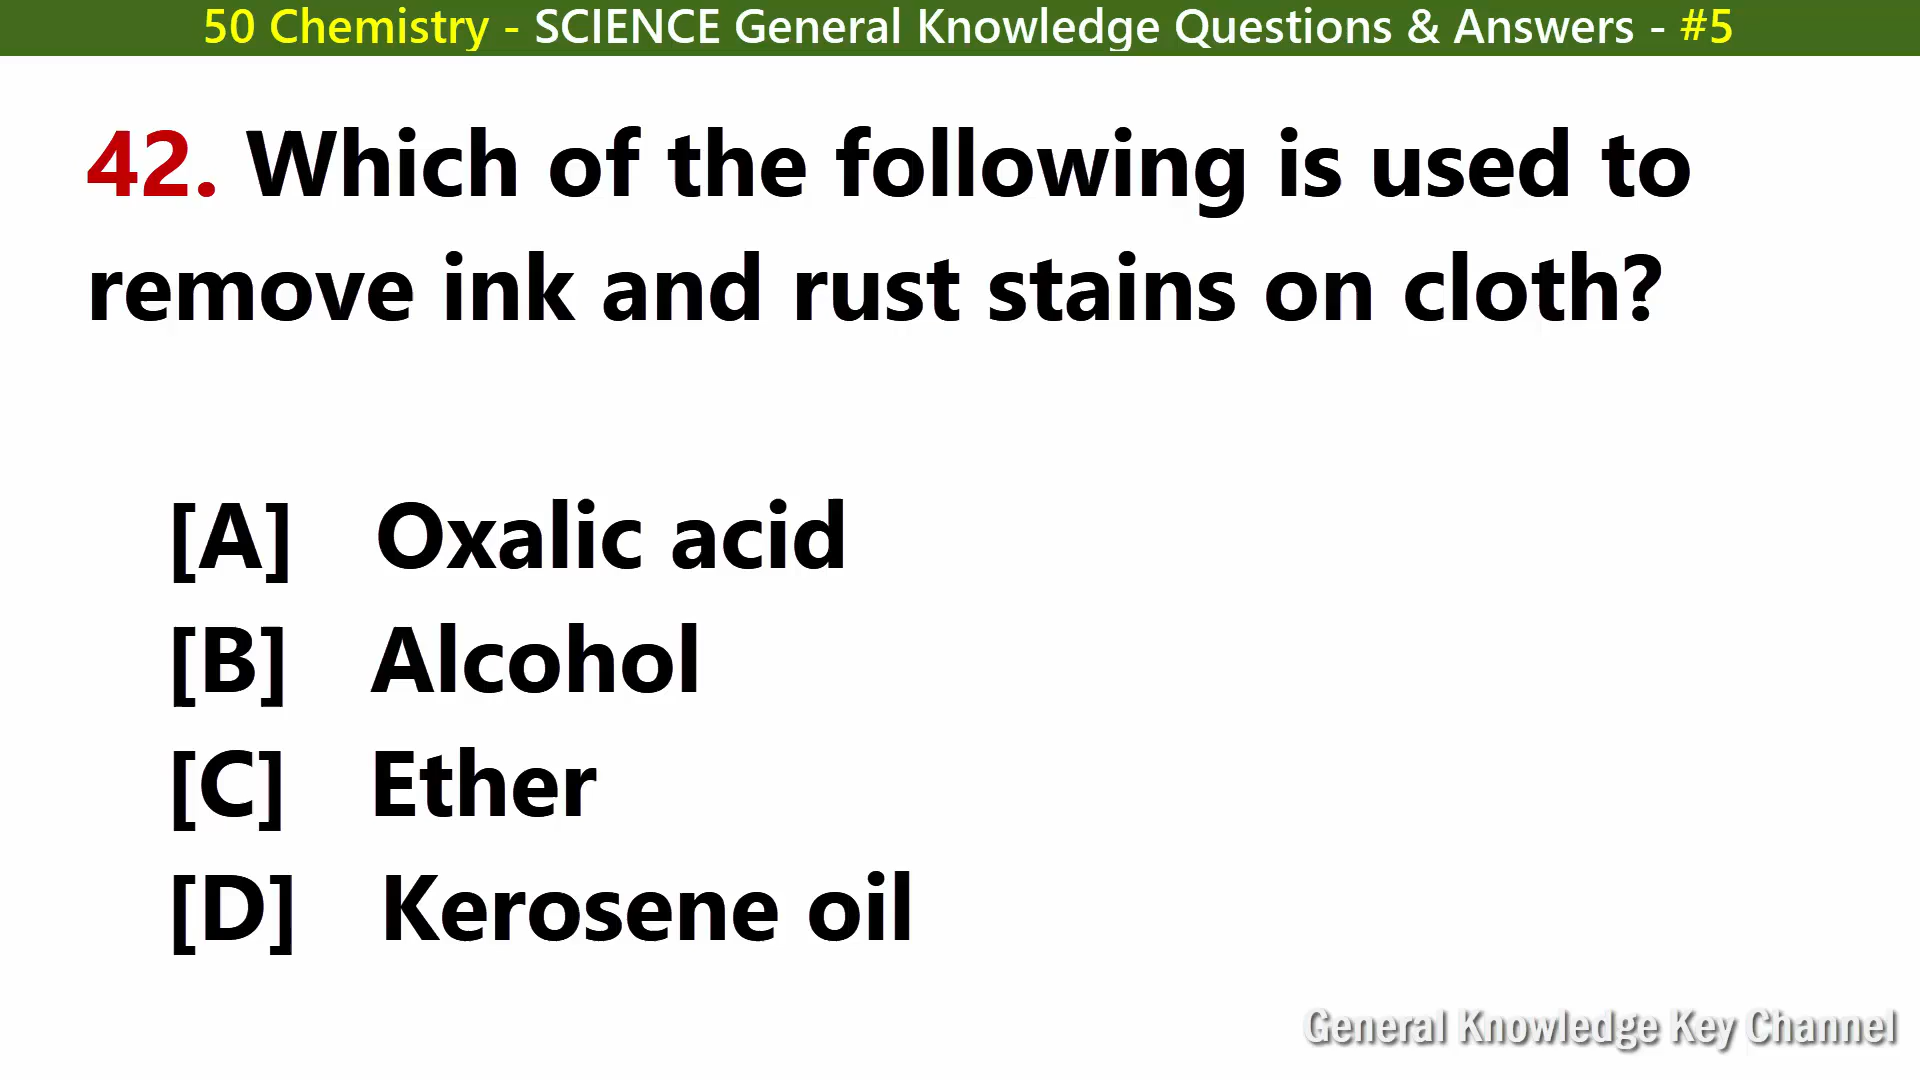 50 Chemistry - SCIENCE General Knowledge Questions & Answers - #5
42. Which of the following is used to
remove ink and rust stains on cloth?
[A] Oxalic acid
[B] Alcohol
[C] Ether
[D] Kerosene oil
General Knowledge Key Channel